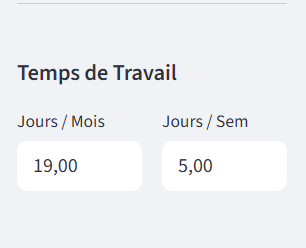 Temps de Travail
Jours / Mois
Jours / Sem
19,00
5,00